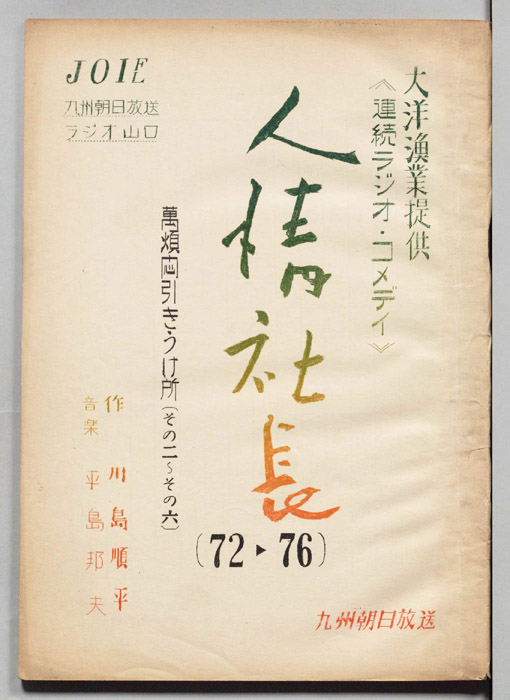 大洋漁業提供
《連続ラジオ・コメディ》
人情社長
(72▶76)
萬煩両引きうけ所(その二~その六)
作 川島順平
音楽 平島邦夫
JOIE
九州朝日放送
ラジオ山口
九州朝日放送